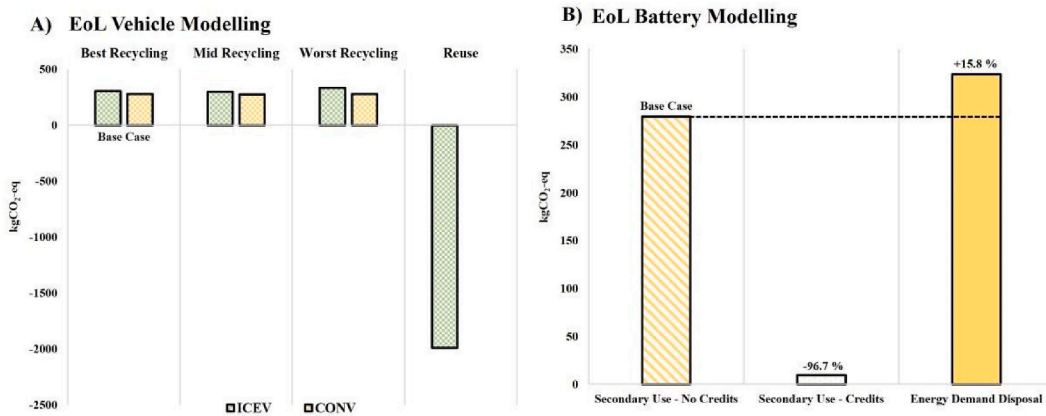 A) EoL Vehicle Modelling
Best Recycling Mid Recycling Worst Recycling Reuse
500
0
-500
-1000
-1500
-2000
-2500
kgCO₂-eq
Base Case
ICEV CONV
B) EoL Battery Modelling
350
300
250
200
150
100
50
0
kgCO₂-eq
Base Case
-96.7 %
+15.8 %
Secondary Use - No Credits Secondary Use - Credits Energy Demand Disposal